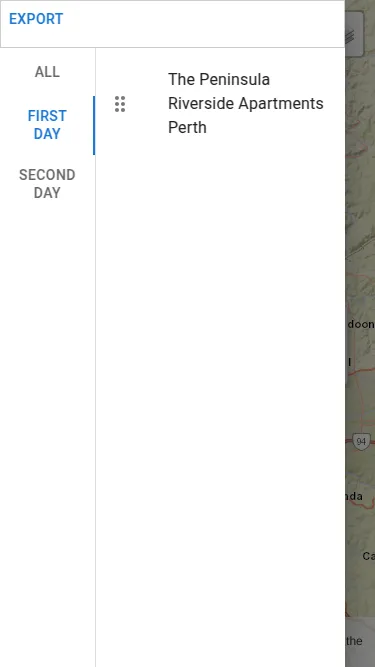 EXPORT
ALL
FIRST
DAY
SECOND
DAY
The Peninsula
Riverside Apartments
Perth
doon
94
nda
Ca
the